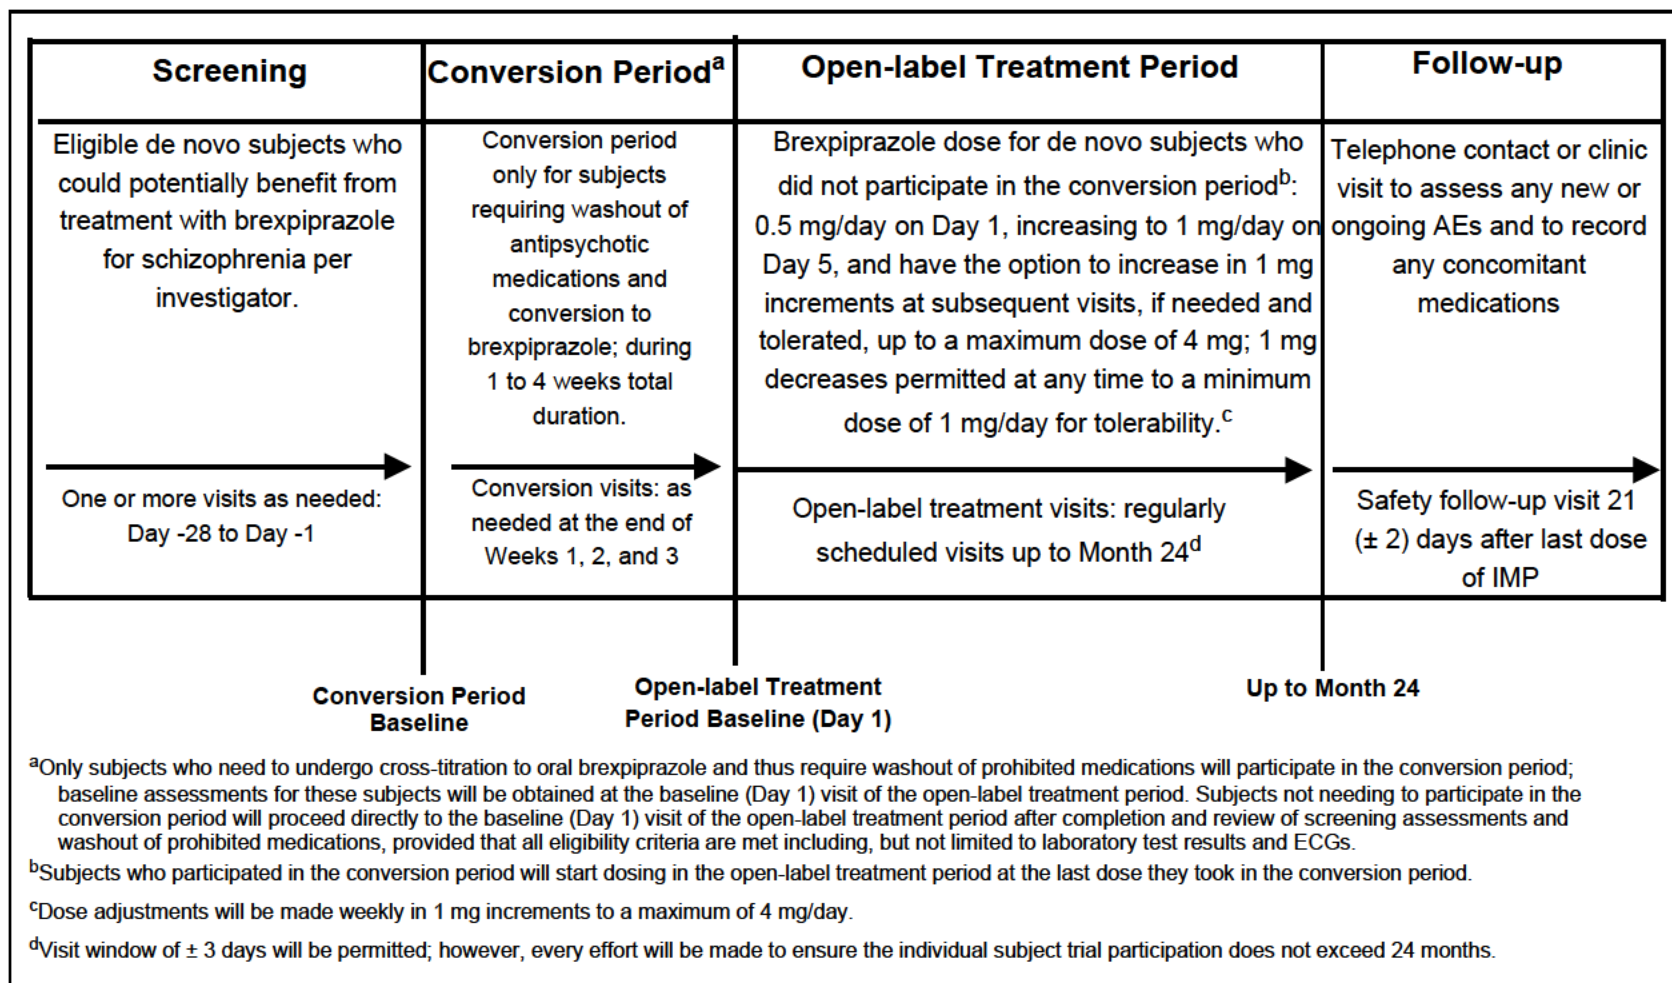 Screening
Eligible de novo subjects who
could potentially benefit from
treatment with brexpiprazole
for schizophrenia per
investigator.
One or more visits as needed:
Day -28 to Day -1
Conversion Periodᵃ
Conversion period
only for subjects
requiring washout of
antipsychotic
medications and
conversion to
brexpiprazole; during
1 to 4 weeks total
duration.
Conversion visits: as
needed at the end of
Weeks 1, 2, and 3
Open-label Treatment Period
Brexpiprazole dose for de novo subjects who
did not participate in the conversion periodᵇ:
0.5 mg/day on Day 1, increasing to 1 mg/day on
Day 5, and have the option to increase in 1 mg
increments at subsequent visits, if needed and
tolerated, up to a maximum dose of 4 mg; 1 mg
decreases permitted at any time to a minimum
dose of 1 mg/day for tolerability.ᶜ
Open-label treatment visits: regularly
scheduled visits up to Month 24ᵈ
Follow-up
Telephone contact or clinic
visit to assess any new or
ongoing AEs and to record
any concomitant
medications
Safety follow-up visit 21
(± 2) days after last dose
of IMP
Conversion Period
Baseline
Open-label Treatment
Period Baseline (Day 1)
Up to Month 24
ᵃOnly subjects who need to undergo cross-titration to oral brexpiprazole and thus require washout of prohibited medications will participate in the conversion period;
baseline assessments for these subjects will be obtained at the baseline (Day 1) visit of the open-label treatment period. Subjects not needing to participate in the
conversion period will proceed directly to the baseline (Day 1) visit of the open-label treatment period after completion and review of screening assessments and
washout of prohibited medications, provided that all eligibility criteria are met including, but not limited to laboratory test results and ECGs.
ᵇSubjects who participated in the conversion period will start dosing in the open-label treatment period at the last dose they took in the conversion period.
ᶜDose adjustments will be made weekly in 1 mg increments to a maximum of 4 mg/day.
ᵈVisit window of ± 3 days will be permitted; however, every effort will be made to ensure the individual subject trial participation does not exceed 24 months.